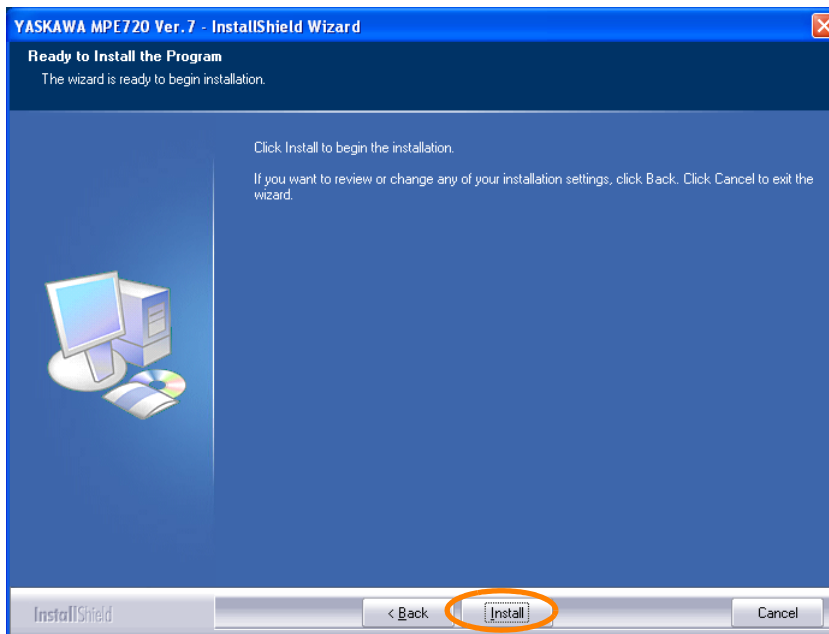 YASKAWA MPE720 Ver.7 - InstallShield Wizard
Ready to Install the Program
The wizard is ready to begin installation.
Click Install to begin the installation.
If you want to review or change any of your installation settings, click Back. Click Cancel to exit the
wizard.
InstallShield
< Back
Install
Cancel